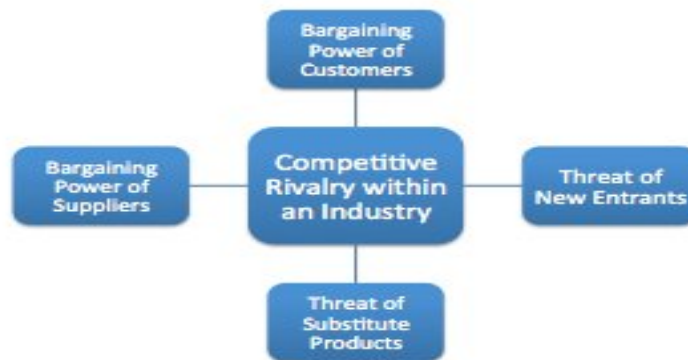 Bargaining
Power of
Customers
Bargaining
Power of
Suppliers
Competitive
Rivalry within
an Industry
Threat of
New Entrants
Threat of
Substitute
Products